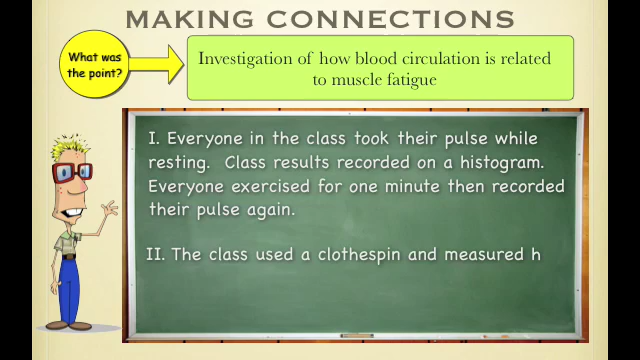 MAKING CONNECTIONS
What was
the point?
Investigation of how blood circulation is related
to muscle fatigue
I. Everyone in the class took their pulse while
resting. Class results recorded on a histogram.
Everyone exercised for one minute then recorded
their pulse again.
II. The class used a clothespin and measured h